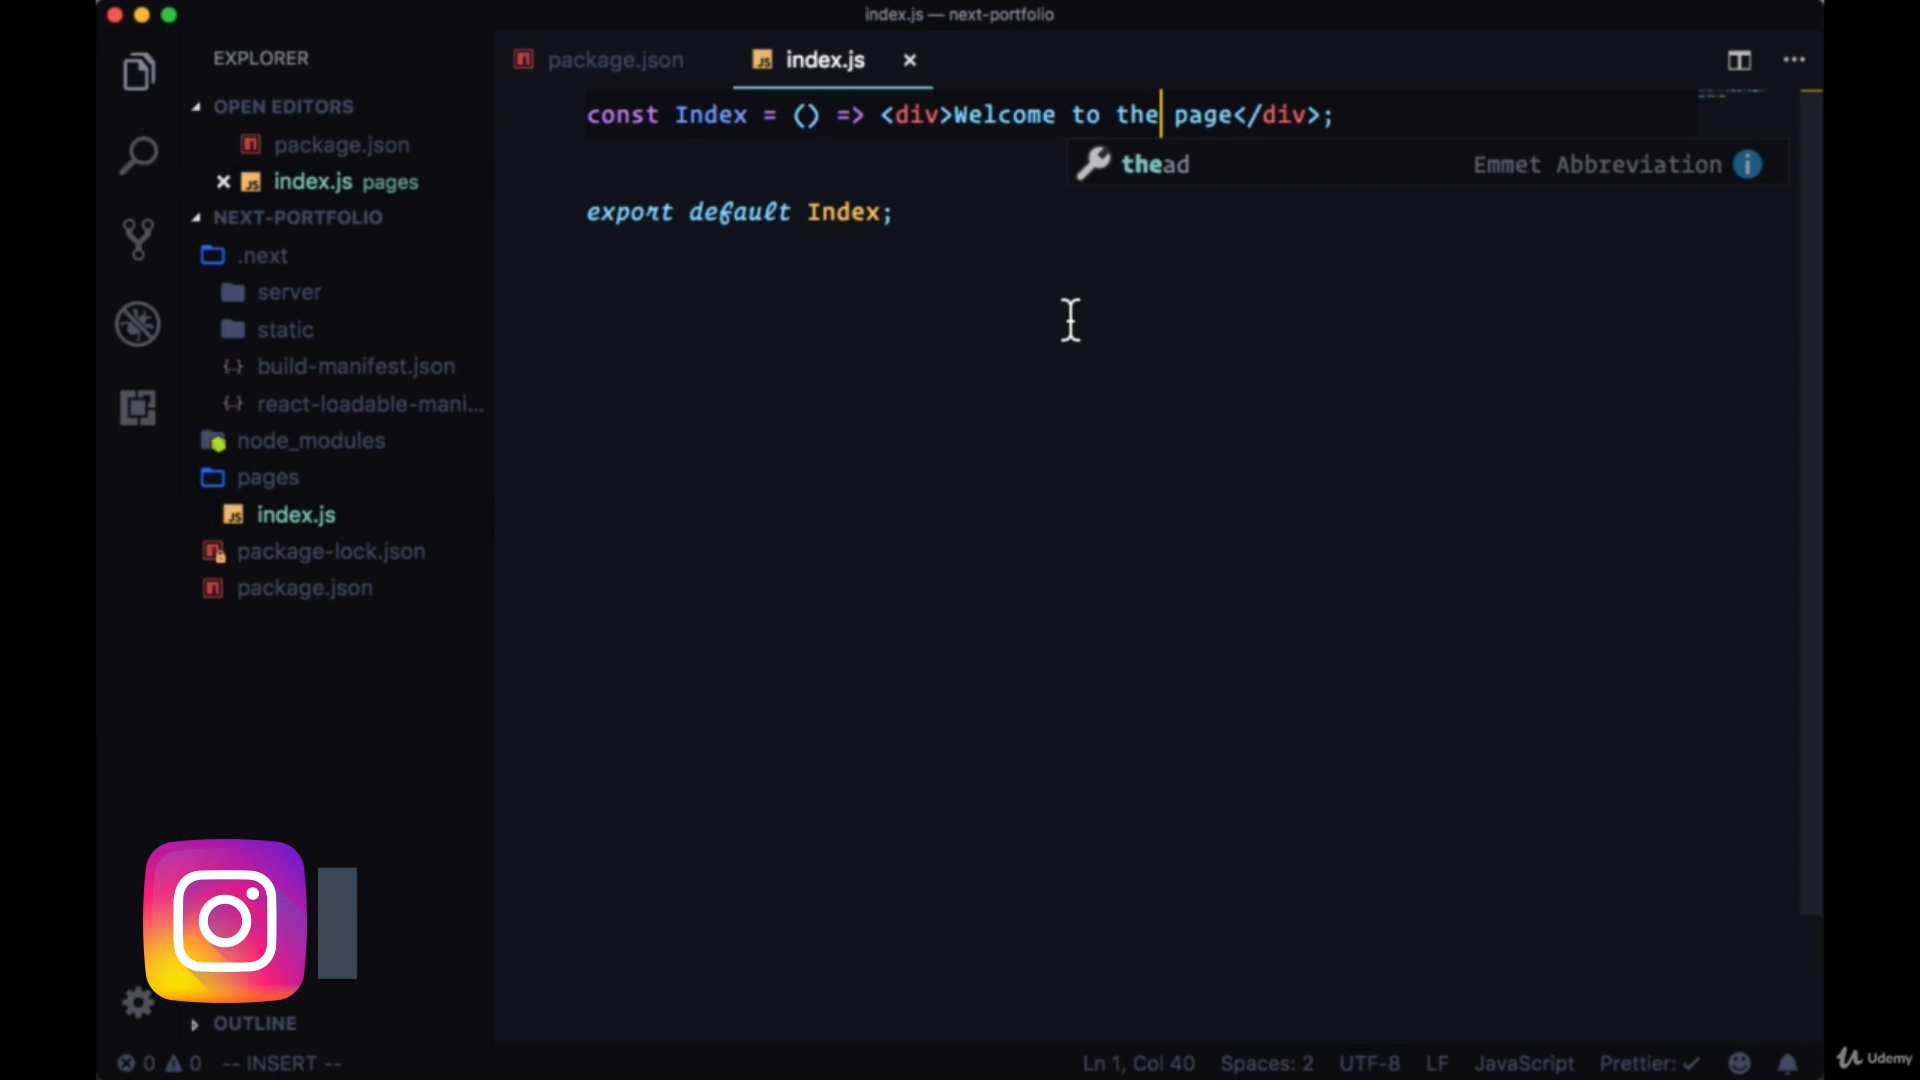 index.js — next-portfolio
EXPLORER
OPEN EDITORS
package.json
index.js pages
NEXT-PORTFOLIO
.next
server
static
build-manifest.json
react-loadable-mani...
node_modules
pages
index.js
package-lock.json
package.json
OUTLINE
package.json
index.js
const Index = () => <div>Welcome to the page</div>;
thead Emmet Abbreviation
export default Index;
0 0 -- INSERT --
Ln 1, Col 40 Spaces: 2 UTF-8 LF JavaScript Prettier: ✓
Udemy